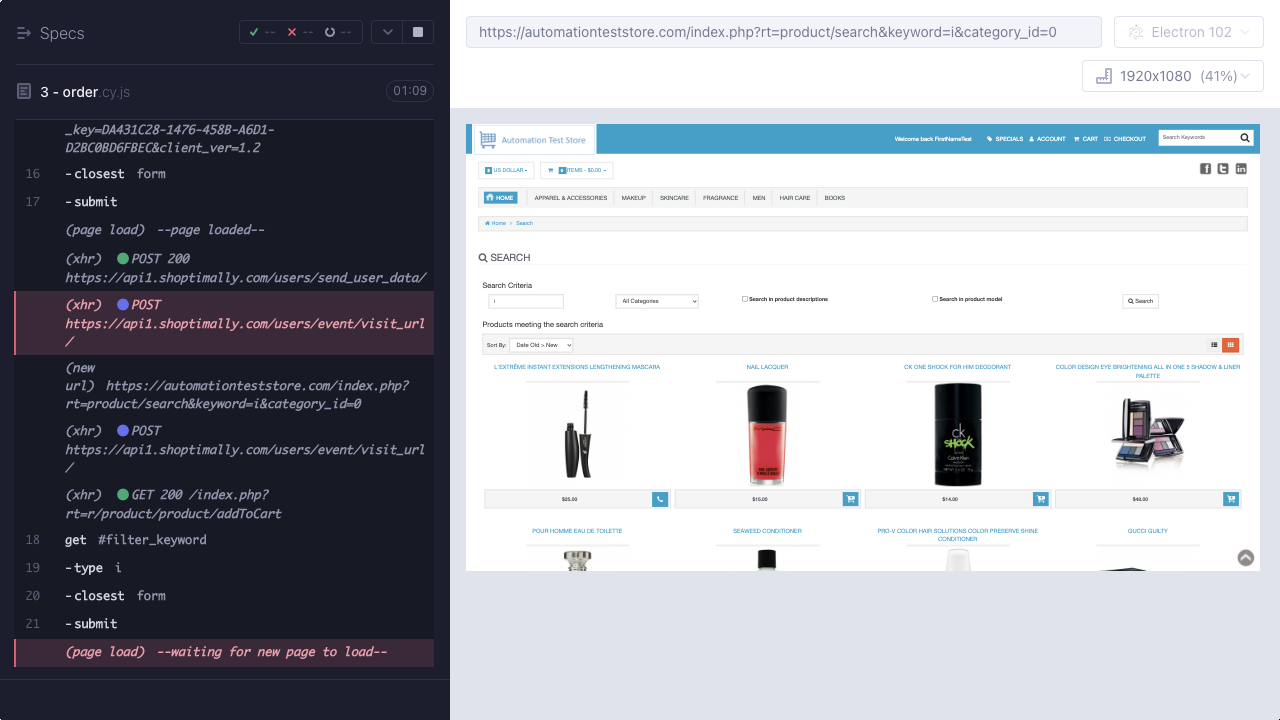 Specs
--
--
--
3 - order.cy.js
01:09
_key=DA431C28-1476-458B-A6D1-
D2BB0BDBFBEC&client_ver=1.2
16 -closest form
17 -submit
(page load) --page loaded--
(xhr) POST 200
https://api1.shoptimally.com/users/send_user_data/
(xhr) POST
https://api1.shoptimally.com/users/event/visit_url
/
(new
url) https://automationteststore.com/index.php?
rt=product/search&keyword=i&category_id=0
(xhr) POST
https://api1.shoptimally.com/users/event/visit_url
/
(xhr) GET 200 /index.php?
rt=r/product/product/addToCart
18 get #filter_keyword
19 -type i
20 -closest form
21 -submit
(page load) --waiting for new page to load--
https://automationteststore.com/index.php?rt=product/search&keyword=i&category_id=0
Electron 102
1920x1080 (41%)
Automation Test Store
Welcome back FirstNameTest
SPECIALS
ACCOUNT
CART
CHECKOUT
Search Keywords
US DOLLAR
ITEMS - $0.00
HOME
APPAREL & ACCESSORIES
MAKEUP
SKINCARE
FRAGRANCE
MEN
HAIR CARE
BOOKS
Home » Search
SEARCH
Search Criteria
i
All Categories
Search in product descriptions
Search in product model
Search
Products meeting the search criteria
Sort By: Date Old > New
L'EXTRÊME INSTANT EXTENSIONS LENGTHENING MASCARA
NAIL LACQUER
CK ONE SHOCK FOR HIM DEODORANT
COLOR DESIGN EYE BRIGHTENING ALL IN ONE 5 SHADOW & LINER
PALETTE
MAC
ck
SHOCK
Calvin Klein
$25.00
$15.00
$14.00
$48.00
POUR HOMME EAU DE TOILETTE
SEAWEED CONDITIONER
PRO-V COLOR HAIR SOLUTIONS COLOR PRESERVE SHINE
CONDITIONER
GUCCI GUILTY